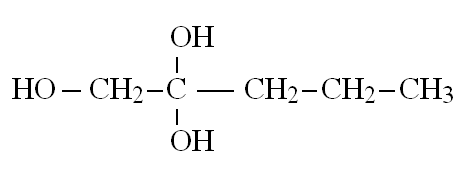 OH
HO – CH₂ – C — CH₂ – CH₂ – CH₃
OH